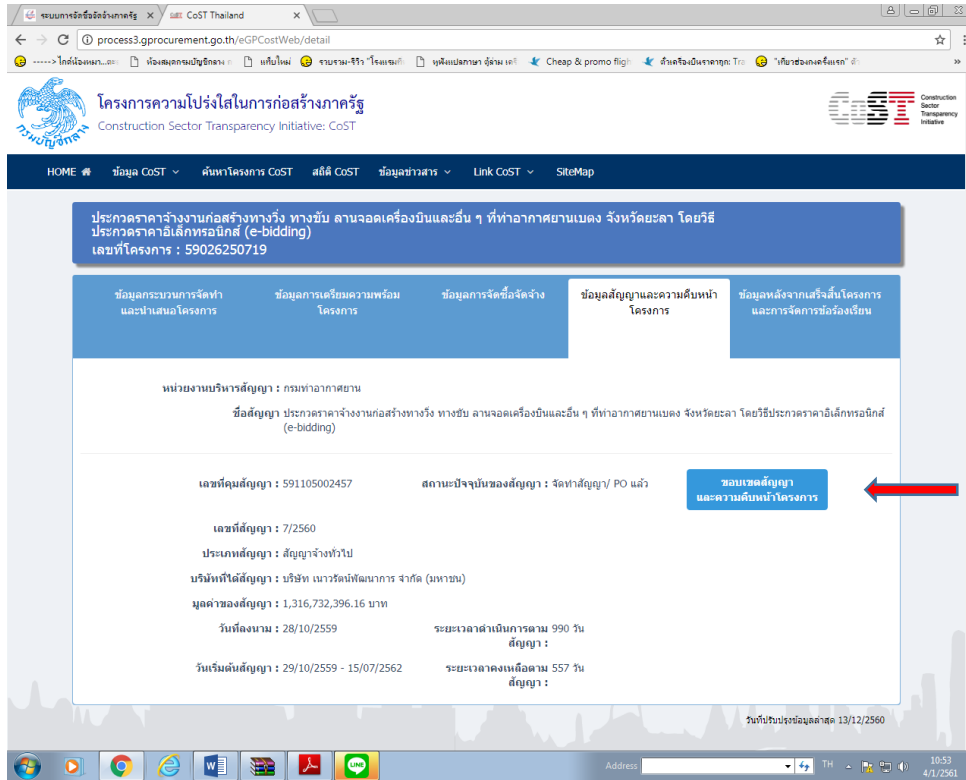 ระบบการจัดซื้อจัดจ้างภาครัฐ
CoST Thailand
process3.gprocurement.go.th/eGPCostWeb/detail
Cheap & promo fligh
โครงการความโปร่งใสในการก่อสร้างภาครัฐ
Construction Sector Transparency Initiative: CoST
กรมบัญชีกลาง
CoST
Construction
Sector
Transparency
Initiative
HOME ข้อมูล CoST ค้นหาโครงการ CoST สถิติ CoST ข้อมูลข่าวสาร Link CoST SiteMap
ประกวดราคาจ้างงานก่อสร้างทางวิ่ง ทางขับ ลานจอดเครื่องบินและอื่น ๆ ที่ท่าอากาศยานเบตง จังหวัดยะลา โดยวิธี
ประกวดราคาอิเล็กทรอนิกส์ (e-bidding)
เลขที่โครงการ : 59026250719
ข้อมูลกระบวนการจัดทำ
และนำเสนอโครงการ
ข้อมูลการเตรียมความพร้อม
โครงการ
ข้อมูลการจัดซื้อจัดจ้าง
ข้อมูลสัญญาและความคืบหน้า
โครงการ
ข้อมูลหลังจากเสร็จสิ้นโครงการ
และการจัดการข้อร้องเรียน
หน่วยงานบริหารสัญญา : กรมท่าอากาศยาน
ชื่อสัญญา ประกวดราคาจ้างงานก่อสร้างทางวิ่ง ทางขับ ลานจอดเครื่องบินและอื่น ๆ ที่ท่าอากาศยานเบตง จังหวัดยะลา โดยวิธีประกวดราคาอิเล็กทรอนิกส์
(e-bidding)
เลขที่คุมสัญญา : 591105002457 สถานะปัจจุบันของสัญญา : จัดทำสัญญา/ PO แล้ว
ขอบเขตสัญญา
และความคืบหน้าโครงการ
เลขที่สัญญา : 7/2560
ประเภทสัญญา : สัญญาจ้างทั่วไป
บริษัทที่ได้สัญญา : บริษัท เนาวรัตน์พัฒนาการ จำกัด (มหาชน)
มูลค่าของสัญญา : 1,316,732,396.16 บาท
วันที่ลงนาม : 28/10/2559 ระยะเวลาดำเนินการตาม 990 วัน
สัญญา :
วันเริ่มต้นสัญญา : 29/10/2559 - 15/07/2562 ระยะเวลาคงเหลือตาม 557 วัน
สัญญา :
วันที่ปรับปรุงข้อมูลล่าสุด 13/12/2560
Address
TH
10:53
4/1/2561